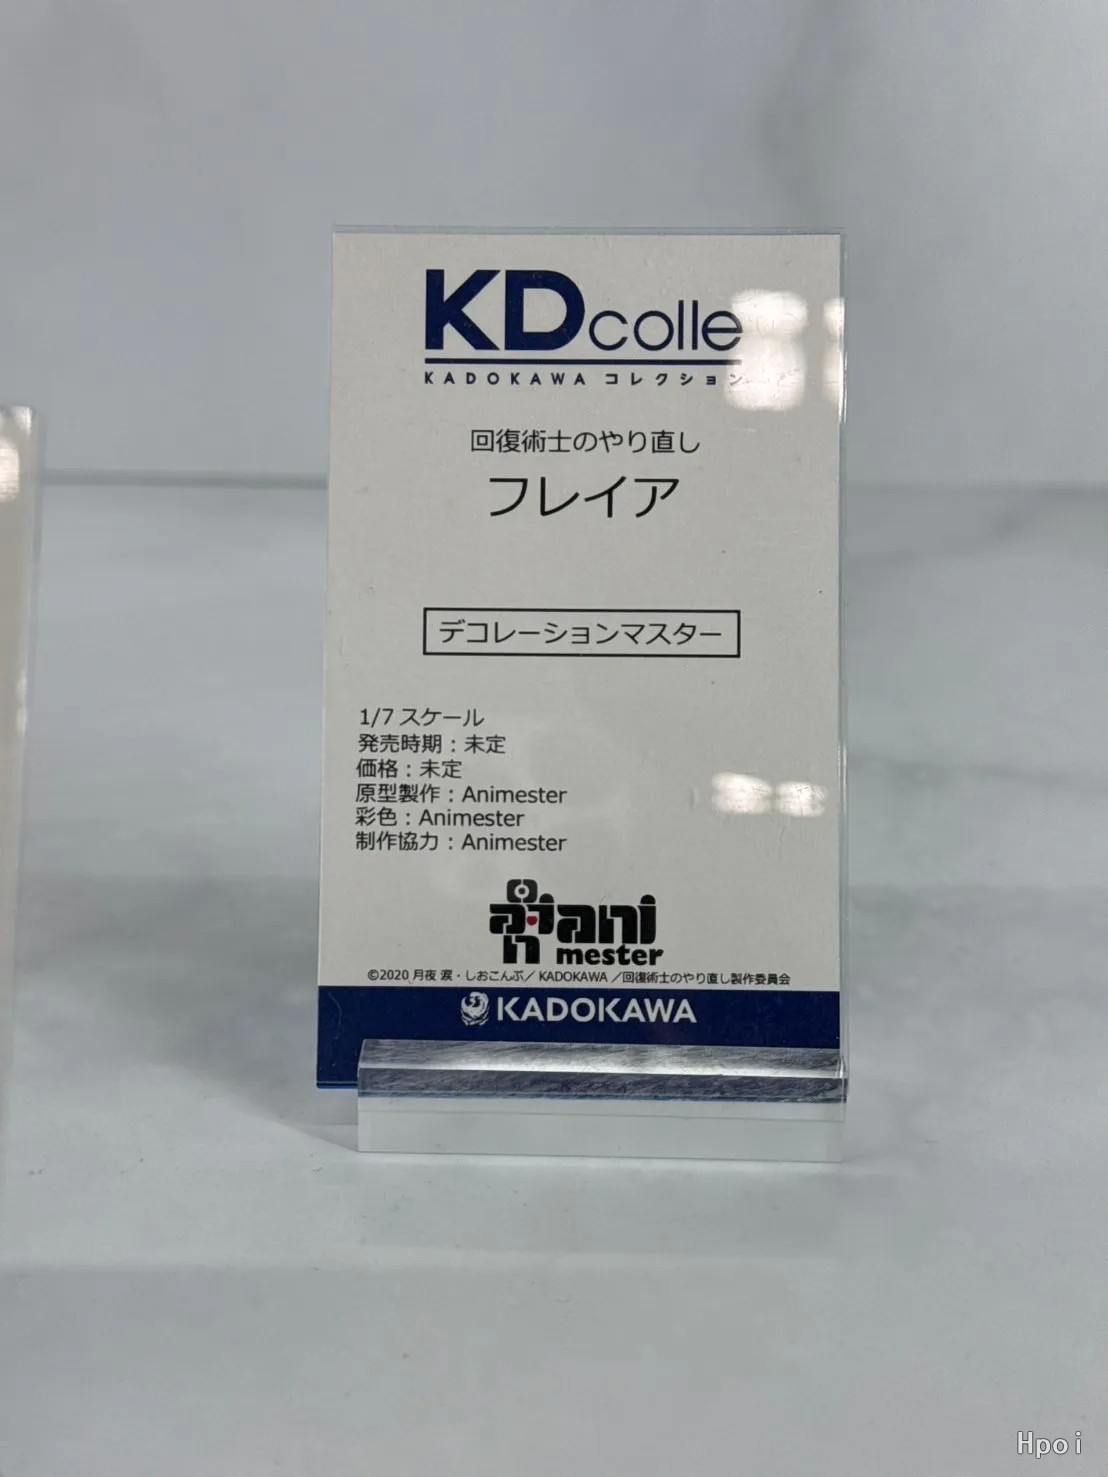 KDcolle
KADOKAWA コレクション
回復術士のやり直し
フレイア
デコレーションマスター
1/7 スケール
発売時期：未定
価格：未定
原型製作：Animester
彩色：Animester
制作協力：Animester
ani
mester
©2020 月夜 涙・しおこんぶ／KADOKAWA／回復術士のやり直し製作委員会
KADOKAWA
Hpoi